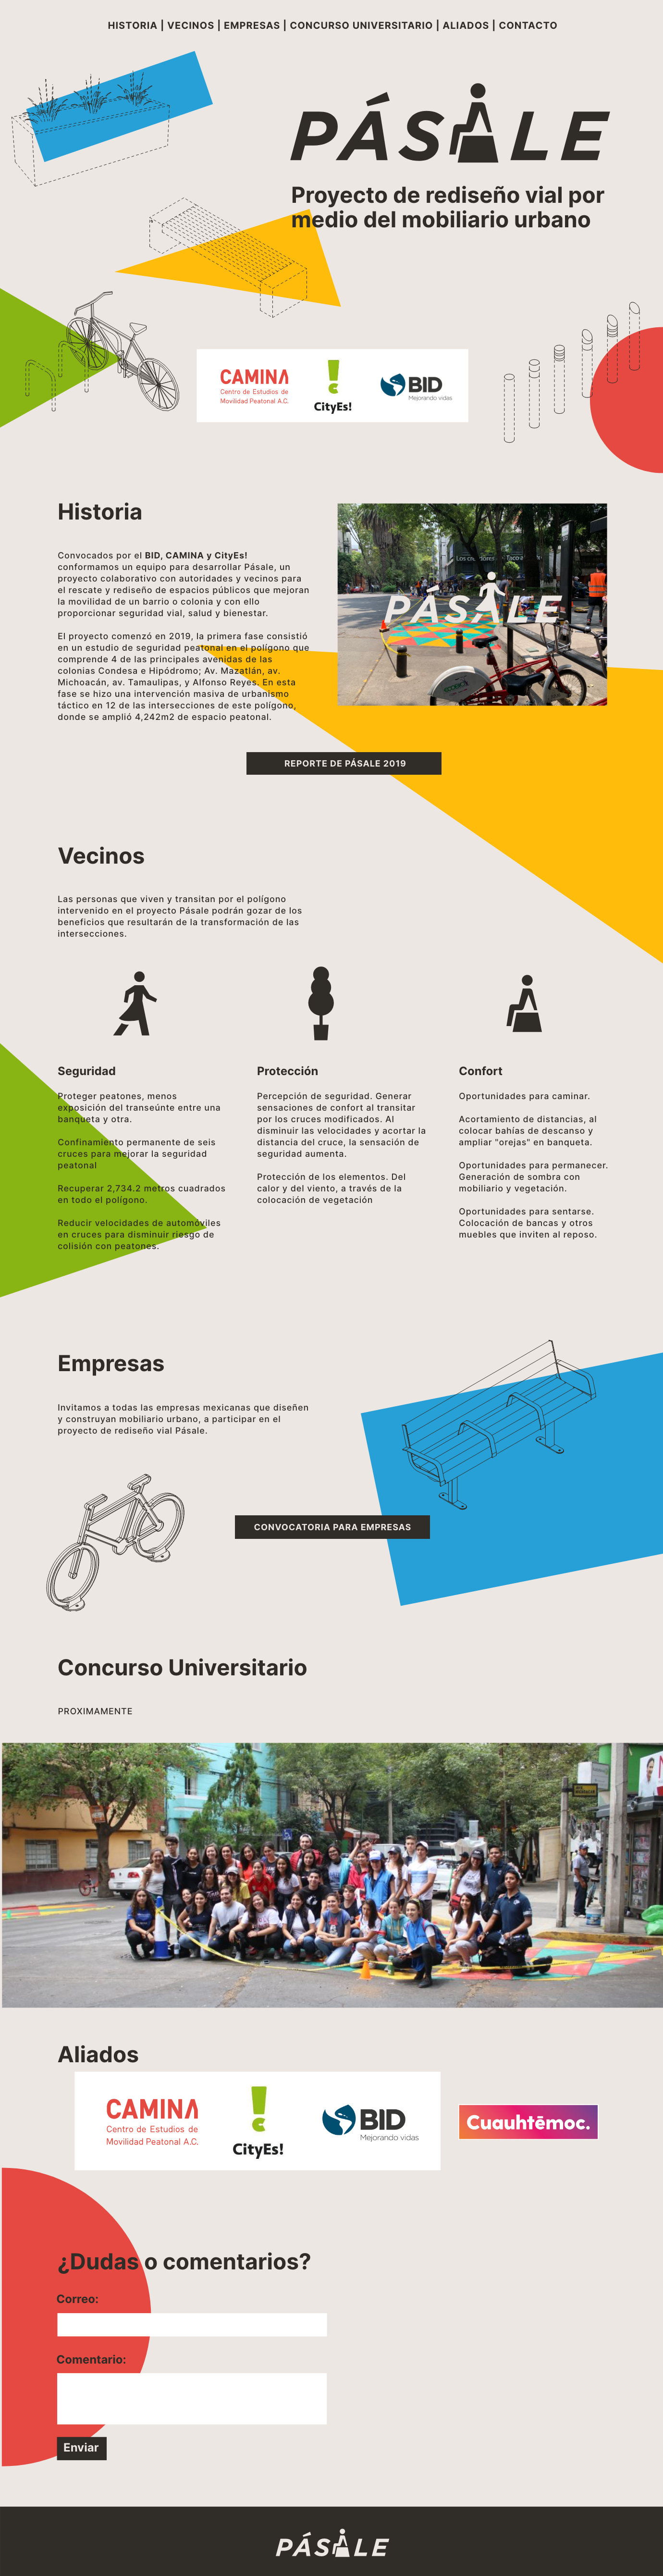 HISTORIA | VECINOS | EMPRESAS | CONCURSO UNIVERSITARIO | ALIADOS | CONTACTO
PÁSALE
Proyecto de rediseño vial por
medio del mobiliario urbano
CAMINA
Centro de Estudios de
Movilidad Peatonal A.C.
CityEs!
BID
Mejorando vidas
Historia
Convocados por el BID, CAMINA y CityEs!
conformamos un equipo para desarrollar Pásale, un
proyecto colaborativo con autoridades y vecinos para
el rescate y rediseño de espacios públicos que mejoran
la movilidad de un barrio o colonia y con ello
proporcionar seguridad vial, salud y bienestar.
El proyecto comenzó en 2019, la primera fase consistió
en un estudio de seguridad peatonal en el polígono que
comprende 4 de las principales avenidas de las
colonias Condesa e Hipódromo; Av. Mazatlán, av.
Michoacán, av. Tamaulipas, y Alfonso Reyes. En esta
fase se hizo una intervención masiva de urbanismo
táctico en 12 de las intersecciones de este polígono,
donde se amplió 4,242m2 de espacio peatonal.
PÁSALE
REPORTE DE PÁSALE 2019
Vecinos
Las personas que viven y transitan por el polígono
intervenido en el proyecto Pásale podrán gozar de los
beneficios que resultarán de la transformación de las
intersecciones.
Seguridad
Proteger peatones, menos
exposición del transeúnte entre una
banqueta y otra.
Confinamiento permanente de seis
cruces para mejorar la seguridad
peatonal
Recuperar 2,734.2 metros cuadrados
en todo el polígono.
Reducir velocidades de automóviles
en cruces para disminuir riesgo de
colisión con peatones.
Protección
Percepción de seguridad. Generar
sensaciones de confort al transitar
por los cruces modificados. Al
disminuir las velocidades y acortar la
distancia del cruce, la sensación de
seguridad aumenta.
Protección de los elementos. Del
calor y del viento, a través de la
colocación de vegetación
Confort
Oportunidades para caminar.
Acortamiento de distancias, al
colocar bahías de descanso y
ampliar "orejas" en banqueta.
Oportunidades para permanecer.
Generación de sombra con
mobiliario y vegetación.
Oportunidades para sentarse.
Colocación de bancas y otros
muebles que inviten al reposo.
Empresas
Invitamos a todas las empresas mexicanas que diseñen
y construyan mobiliario urbano, a participar en el
proyecto de rediseño vial Pásale.
CONVOCATORIA PARA EMPRESAS
Concurso Universitario
PROXIMAMENTE
Aliados
CAMINA
Centro de Estudios de
Movilidad Peatonal A.C.
CityEs!
BID
Mejorando vidas
Cuauhtēmoc.
¿Dudas o comentarios?
Correo:
Comentario:
Enviar
PÁSALE